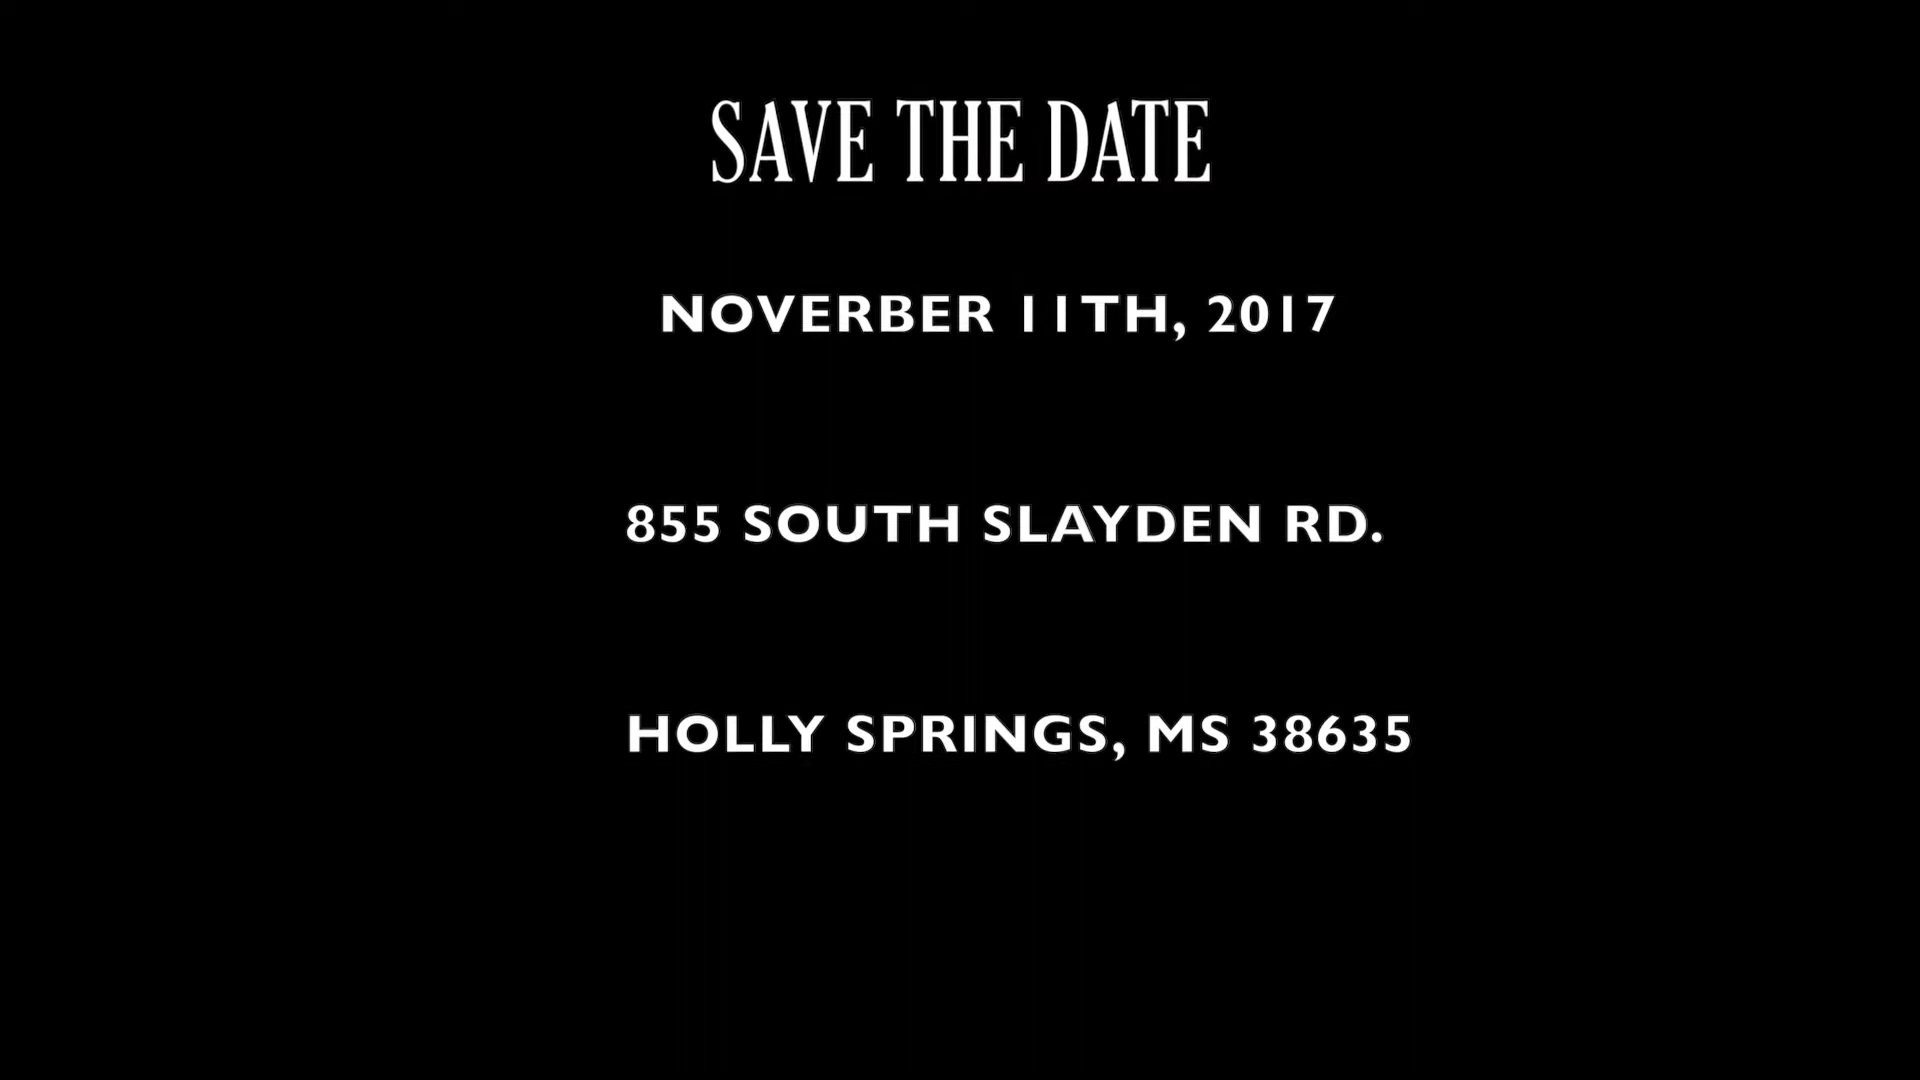 SAVE THE DATE
NOVERBER 11TH, 2017
855 SOUTH SLAYDEN RD.
HOLLY SPRINGS, MS 38635